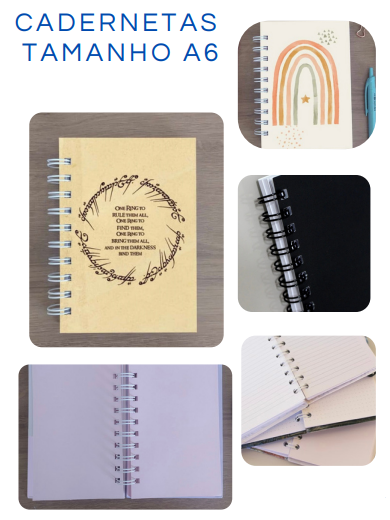 CADERNETAS
TAMANHO A6
ONE RING TO
RULE THEM ALL,
ONE RING TO
FIND THEM,
ONE RING TO
BRING THEM ALL,
AND IN THE DARKNESS
BIND THEM